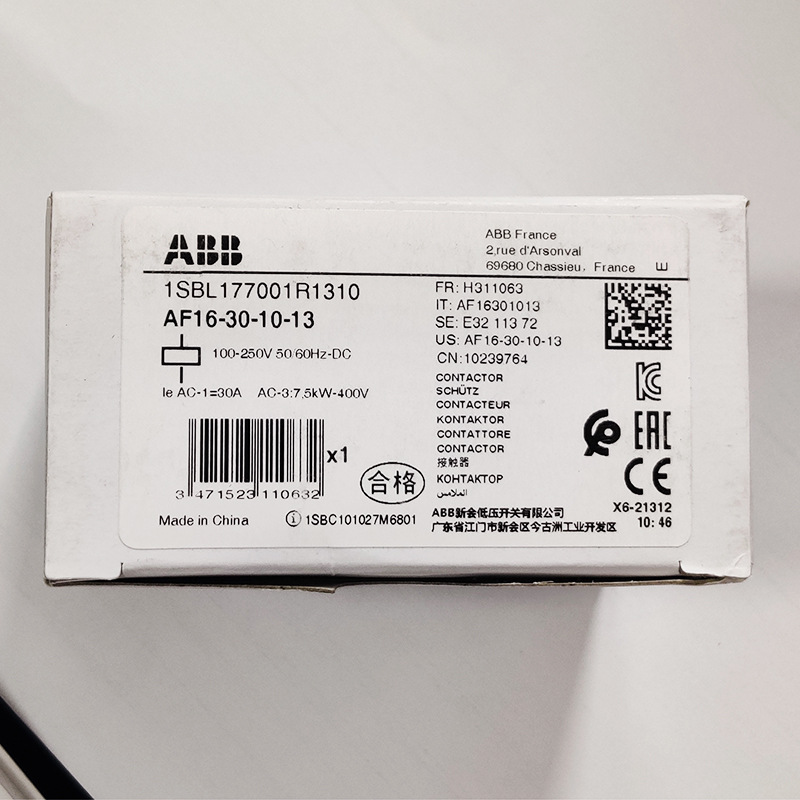 ABB
ABB France
2,rue d'Arsonval
69680 Chassieu, France
E
1SBL177001R1310
AF16-30-10-13
100-250V 50/60Hz-DC
Ie AC-1=30A AC-3:7,5kW-400V
FR: H311063
IT: AF16301013
SE: E32 113 72
US: AF16-30-10-13
CN:10239764
CONTACTOR
SCHÜTZ
CONTACTEUR
KONTAKTOR
CONTATTORE
CONTACTOR
接触器
КОНТАКТОР
الملامس
x1
3 471523 110632
合格
Made in China
i 1SBC101027M6801
ABB新会低压开关有限公司
广东省江门市新会区今古洲工业开发区
EAC
CE
X6-21312
10:46